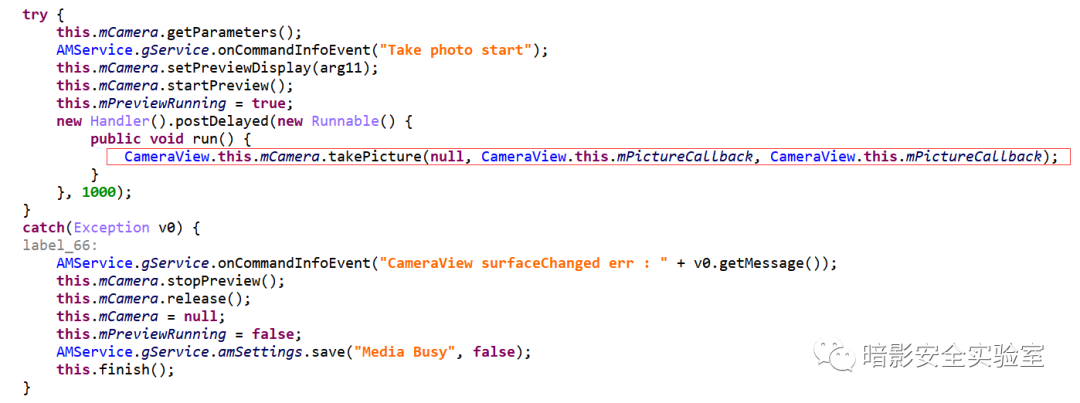 try {
    this.mCamera.getParameters();
    AMService.gService.onCommandInfoEvent("Take photo start");
    this.mCamera.setPreviewDisplay(arg11);
    this.mCamera.startPreview();
    this.mPreviewRunning = true;
    new Handler().postDelayed(new Runnable() {
        public void run() {
            CameraView.this.mCamera.takePicture(null, CameraView.this.mPictureCallback, CameraView.this.mPictureCallback);
        }
    }, 1000);
}
catch(Exception v0) {
label_66:
    AMService.gService.onCommandInfoEvent("CameraView surfaceChanged err : " + v0.getMessage());
    this.mCamera.stopPreview();
    this.mCamera.release();
    this.mCamera = null;
    this.mPreviewRunning = false;
    AMService.gService.amSettings.save("Media Busy", false);
    this.finish();
}
暗影安全实验室